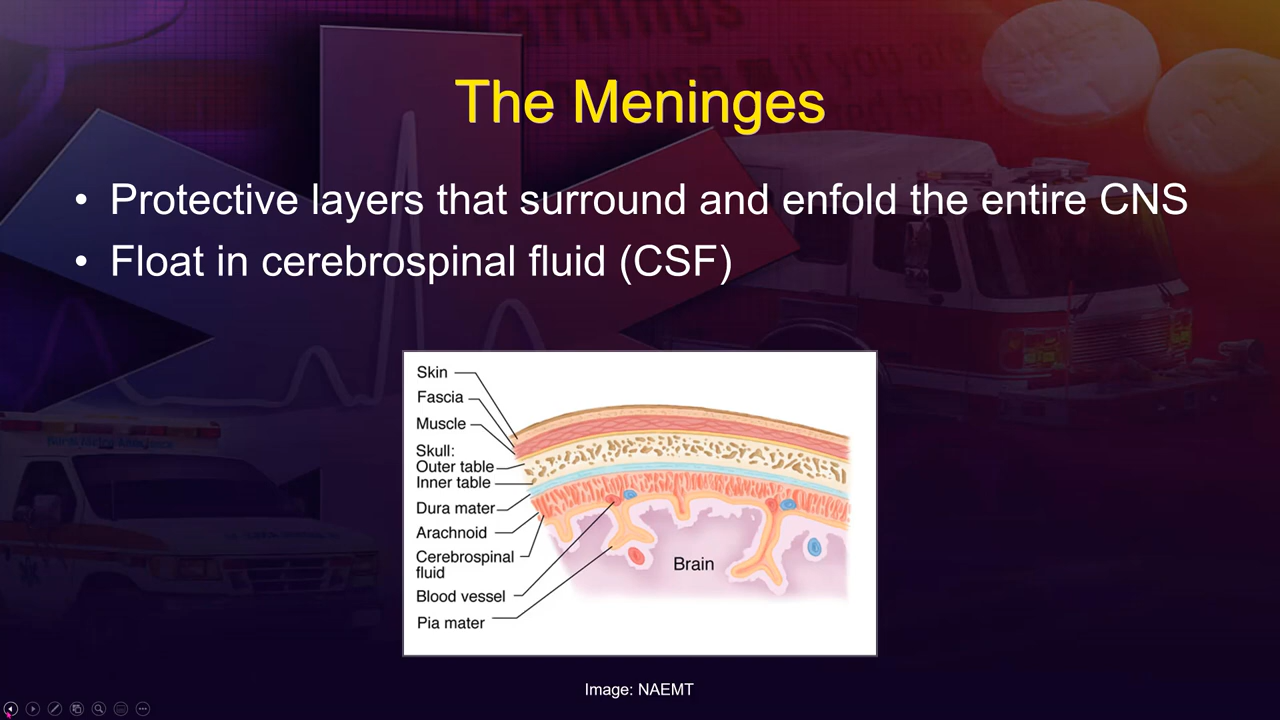 The Meninges
• Protective layers that surround and enfold the entire CNS
• Float in cerebrospinal fluid (CSF)
Skin
Fascia
Muscle
Skull:
Outer table
Inner table
Dura mater
Arachnoid
Cerebrospinal
fluid
Blood vessel
Pia mater
Brain
Image: NAEMT